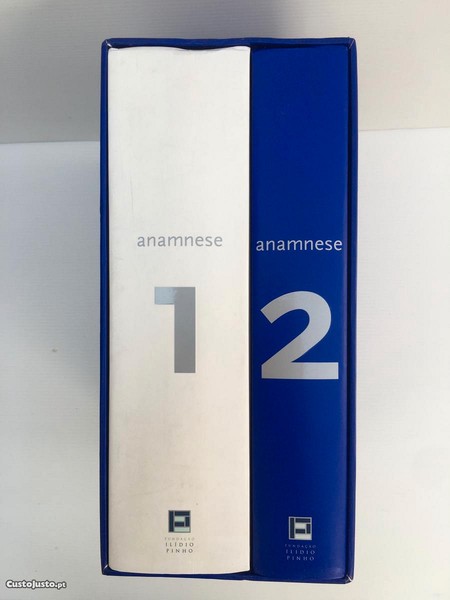 anamnese
1
FUNDAÇÃO
ILÍDIO
PINHO
anamnese
2
FUNDAÇÃO
ILÍDIO
PINHO
Custojusto.pt